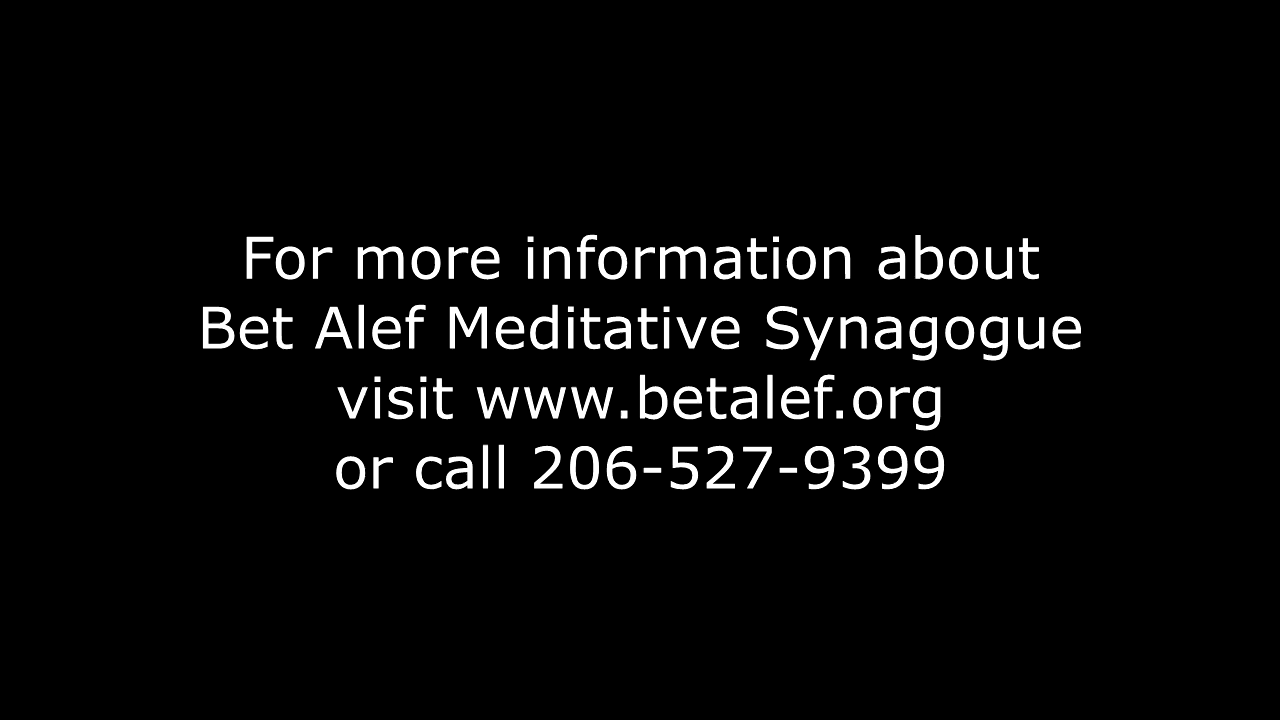 For more information about
Bet Alef Meditative Synagogue
visit www.betalef.org
or call 206-527-9399